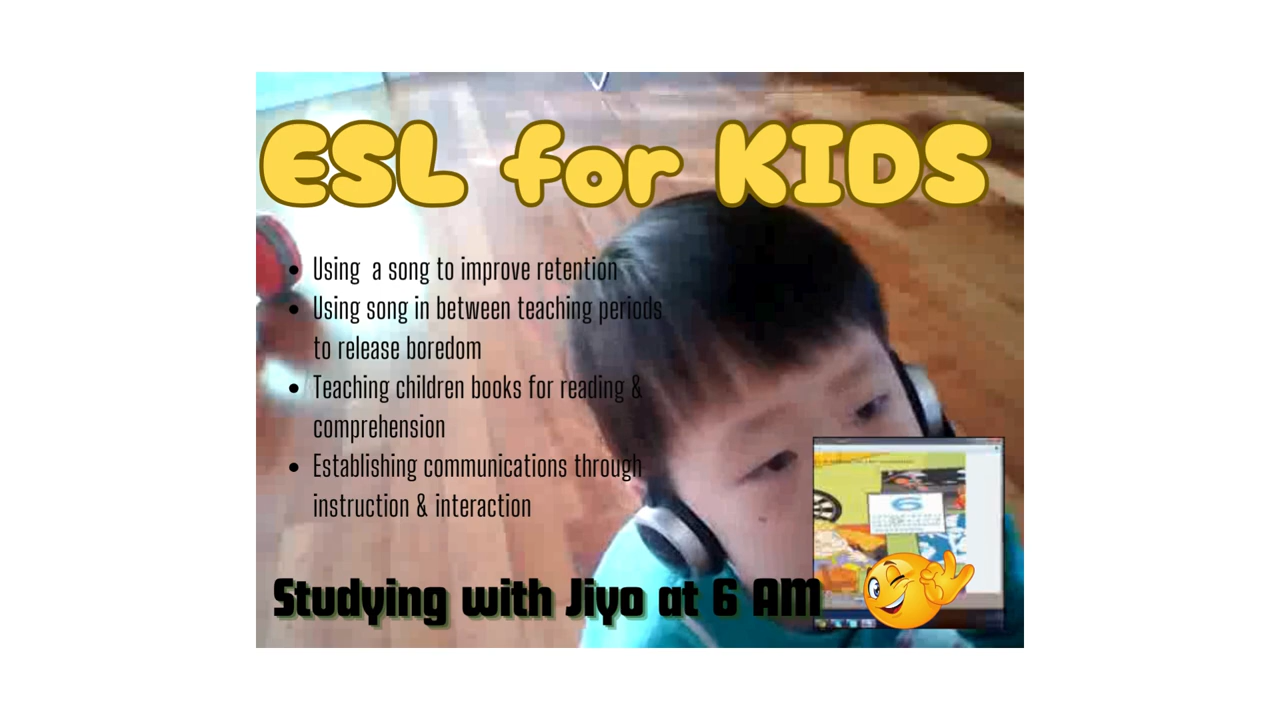 ESL for KIDS
• Using  a song to improve retention
• Using song in between teaching periods
to release boredom
• Teaching children books for reading &
comprehension
• Establishing communications through
instruction & interaction
6
Studying with Jiyo at 6 AM